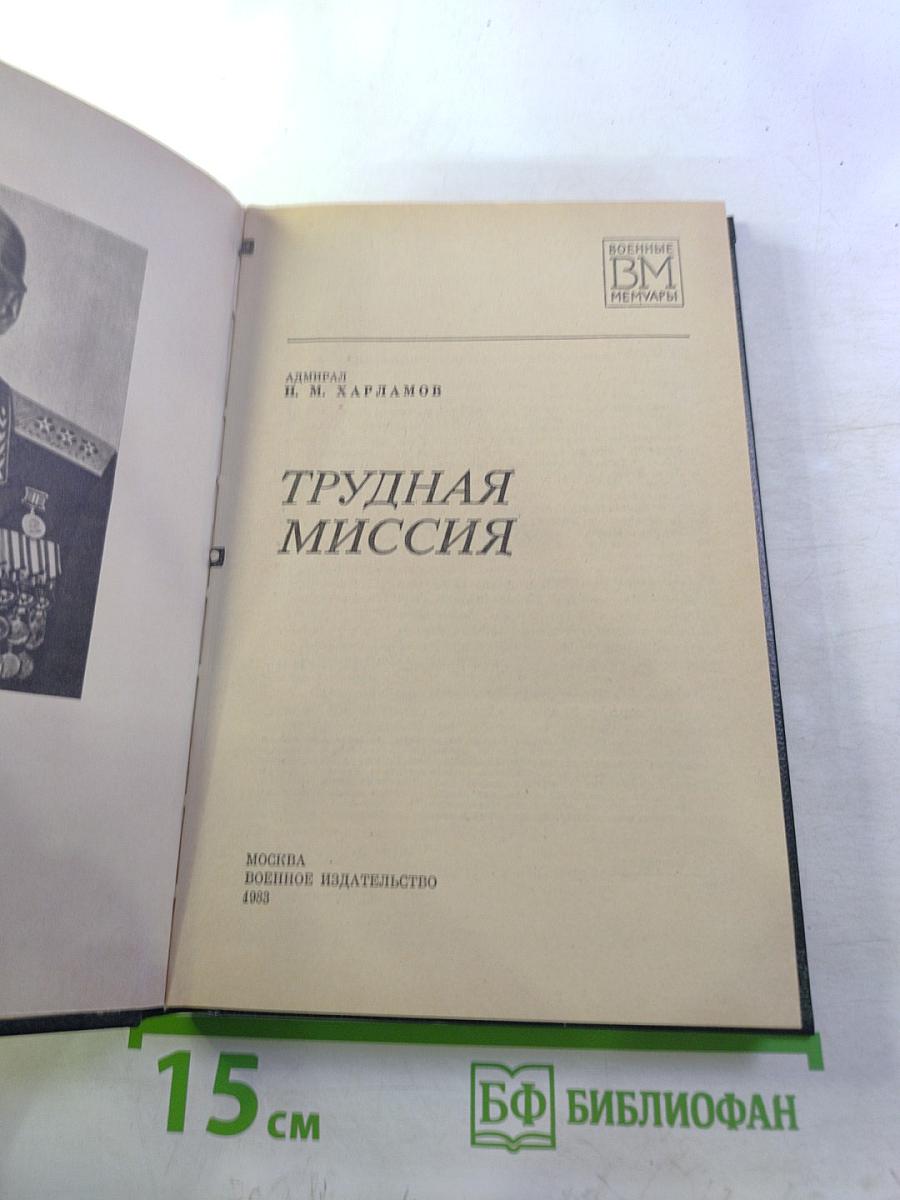 ВОЕННЫЕ
ВМ
МЕМУАРЫ
АДМИРАЛ
Н. М. ХАРЛАМОВ
ТРУДНАЯ
МИССИЯ
МОСКВА
ВОЕННОЕ ИЗДАТЕЛЬСТВО
1983
15 см
БФ БИБЛИОФАН